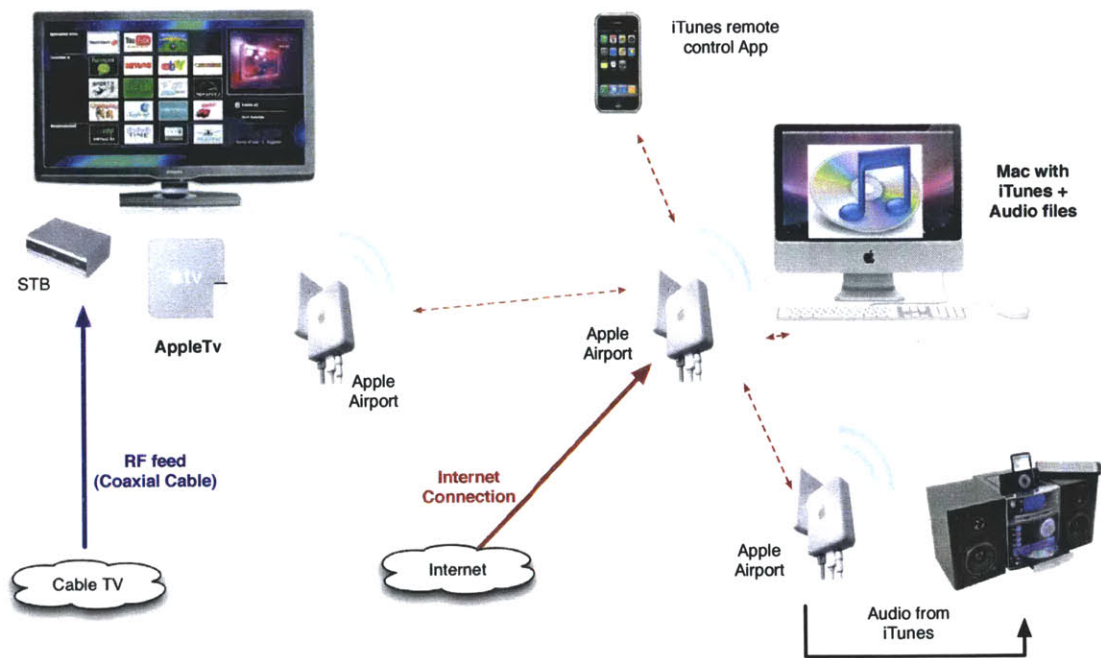 iTunes remote
control App
Mac with
iTunes +
Audio files
STB
tv
AppleTv
Apple
Airport
Apple
Airport
RF feed
(Coaxial Cable)
Internet
Connection
Cable TV
Internet
Apple
Airport
Audio from
iTunes